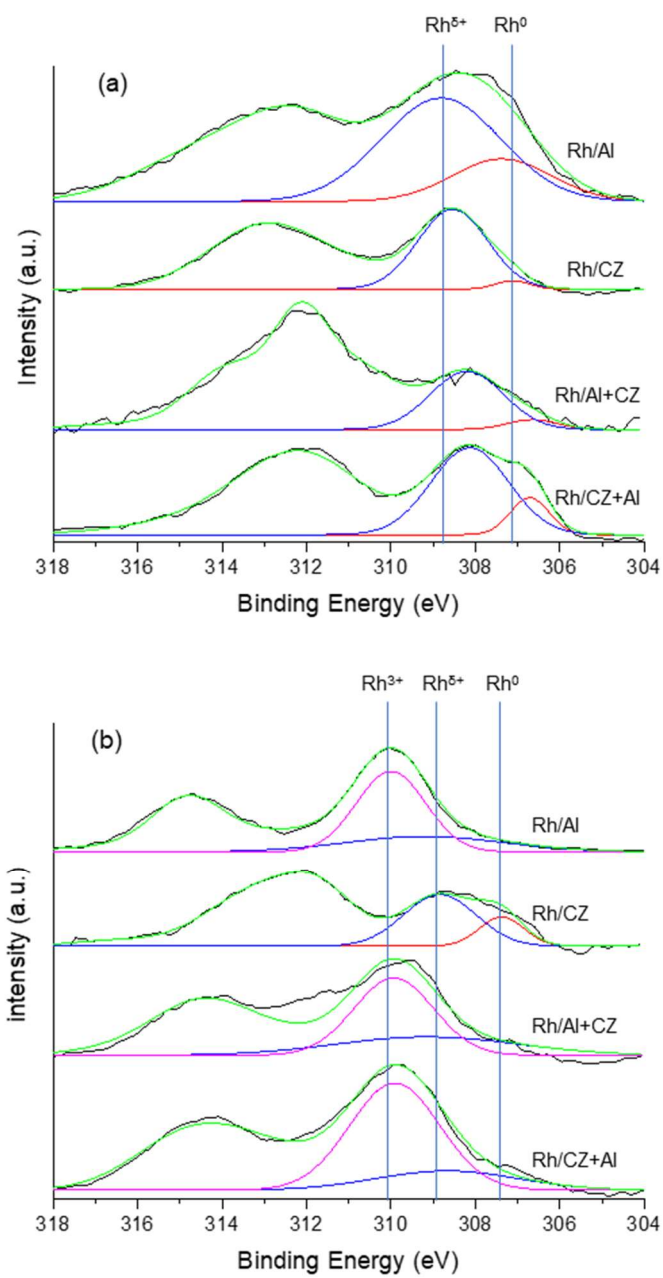 Rhδ+ Rh0
(a)
Rh/Al
Rh/CZ
Rh/Al+CZ
Rh/CZ+Al
Intensity (a.u.)
318 316 314 312 310 308 306 304
Binding Energy (eV)
Rh3+ Rhδ+ Rh0
(b)
Rh/Al
Rh/CZ
Rh/Al+CZ
Rh/CZ+Al
intensity (a.u.)
318 316 314 312 310 308 306 304
Binding Energy (eV)